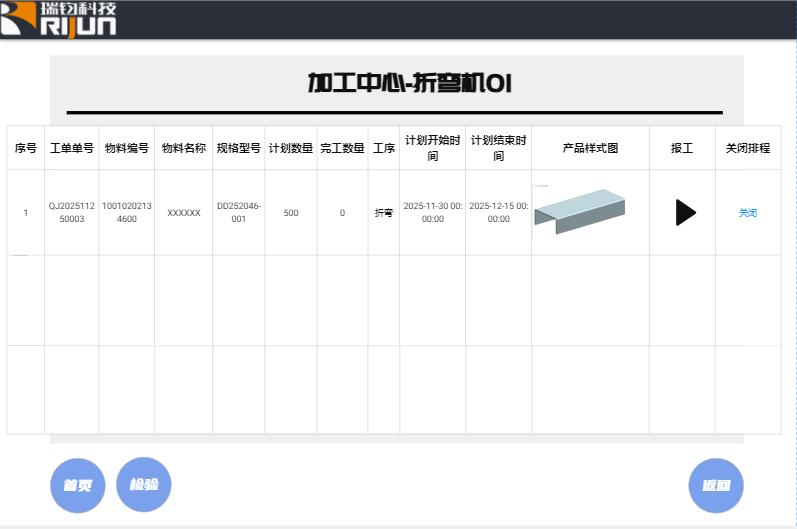 瑞钧科技
RIJUN
加工中心-折弯机01
序号 工单单号 物料编号 物料名称 规格型号 计划数量 完工数量 工序 计划开始时间 计划结束时间 产品样式图 报工 关闭排程
1 QJ202511250003 10010202134600 XXXXXX DD252046-001 500 0 折弯 2025-11-30 00:00:00 2025-12-15 00:00:00 关闭
首页 检验 返回